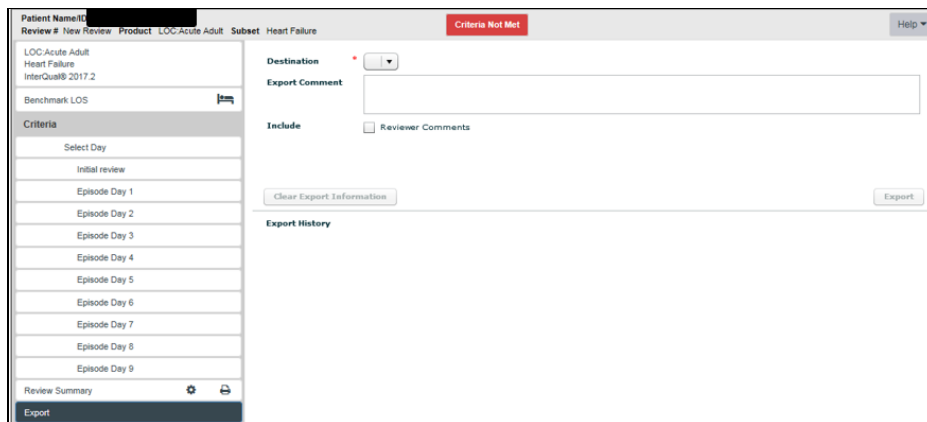 Patient Name/ID
Review # New Review Product LOC:Acute Adult Subset Heart Failure
Criteria Not Met
Help
LOC:Acute Adult
Heart Failure
InterQual® 2017.2
Benchmark LOS
Criteria
Select Day
Initial review
Episode Day 1
Episode Day 2
Episode Day 3
Episode Day 4
Episode Day 5
Episode Day 6
Episode Day 7
Episode Day 8
Episode Day 9
Review Summary
Export
Destination *
Export Comment
Include Reviewer Comments
Clear Export Information Export
Export History